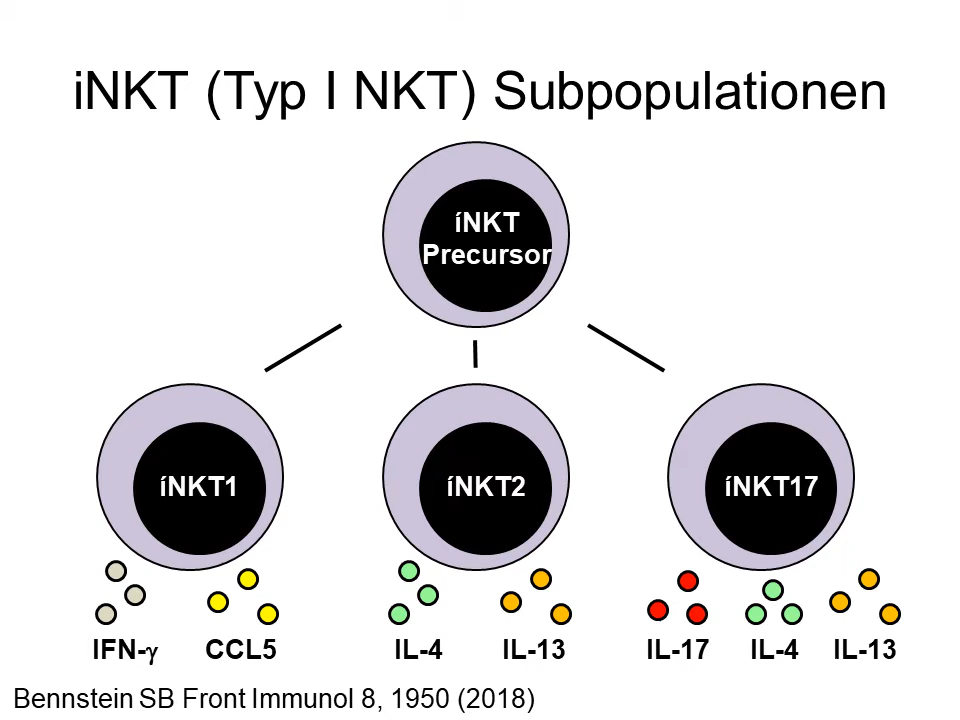 iNKT (Typ I NKT) Subpopulationen
íNKT
Precursor
íNKT1
íNKT2
íNKT17
IFN-γ
CCL5
IL-4
IL-13
IL-17
IL-4
IL-13
Bennstein SB Front Immunol 8, 1950 (2018)